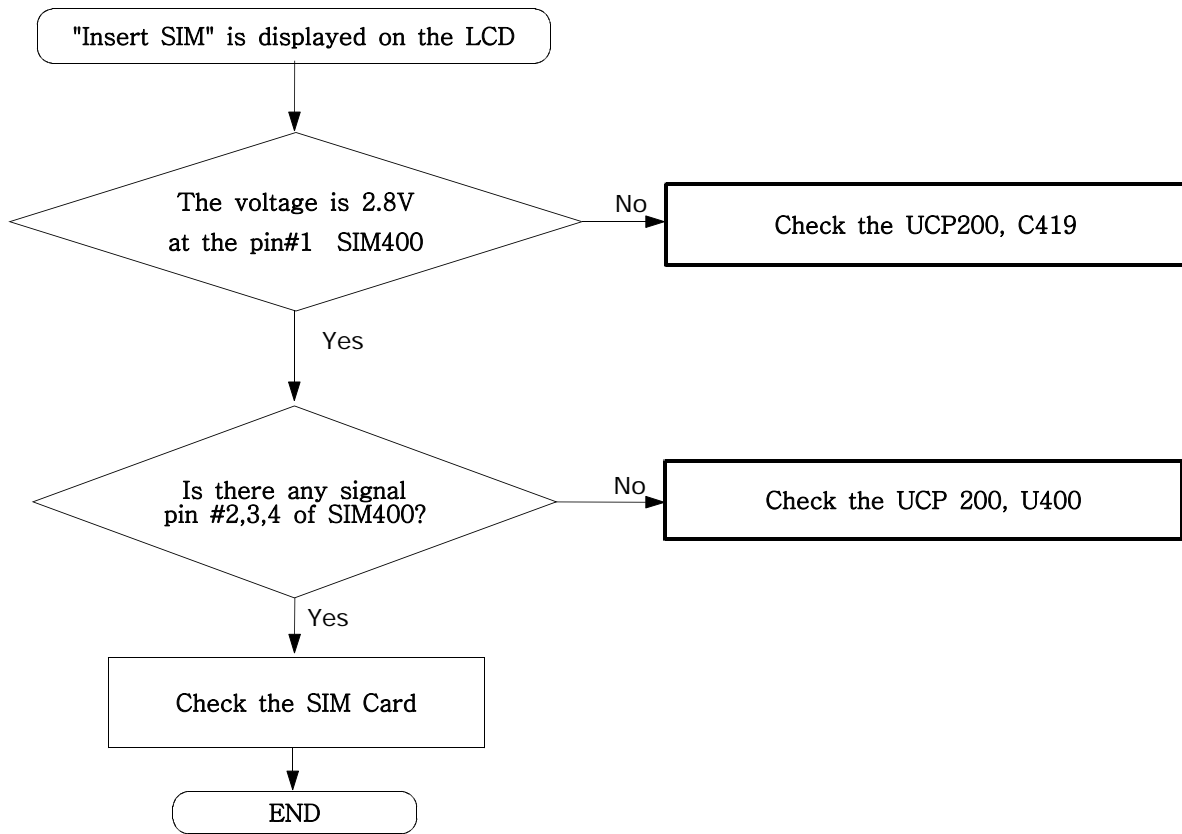 "Insert SIM" is displayed on the LCD
The voltage is 2.8V
at the pin#1 SIM400
No
Check the UCP200, C419
Yes
Is there any signal
pin #2,3,4 of SIM400?
No
Check the UCP 200, U400
Yes
Check the SIM Card
END